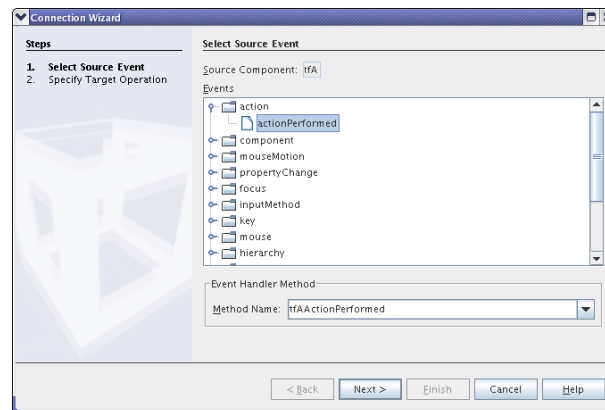 Connection Wizard
Steps
1. Select Source Event
2. Specify Target Operation
Select Source Event
Source Component: tfA
Events
action
actionPerformed
component
mouseMotion
propertyChange
focus
inputMethod
key
mouse
hierarchy
Event Handler Method
Method Name: tfAActionPerformed
< Back Next > Finish Cancel Help